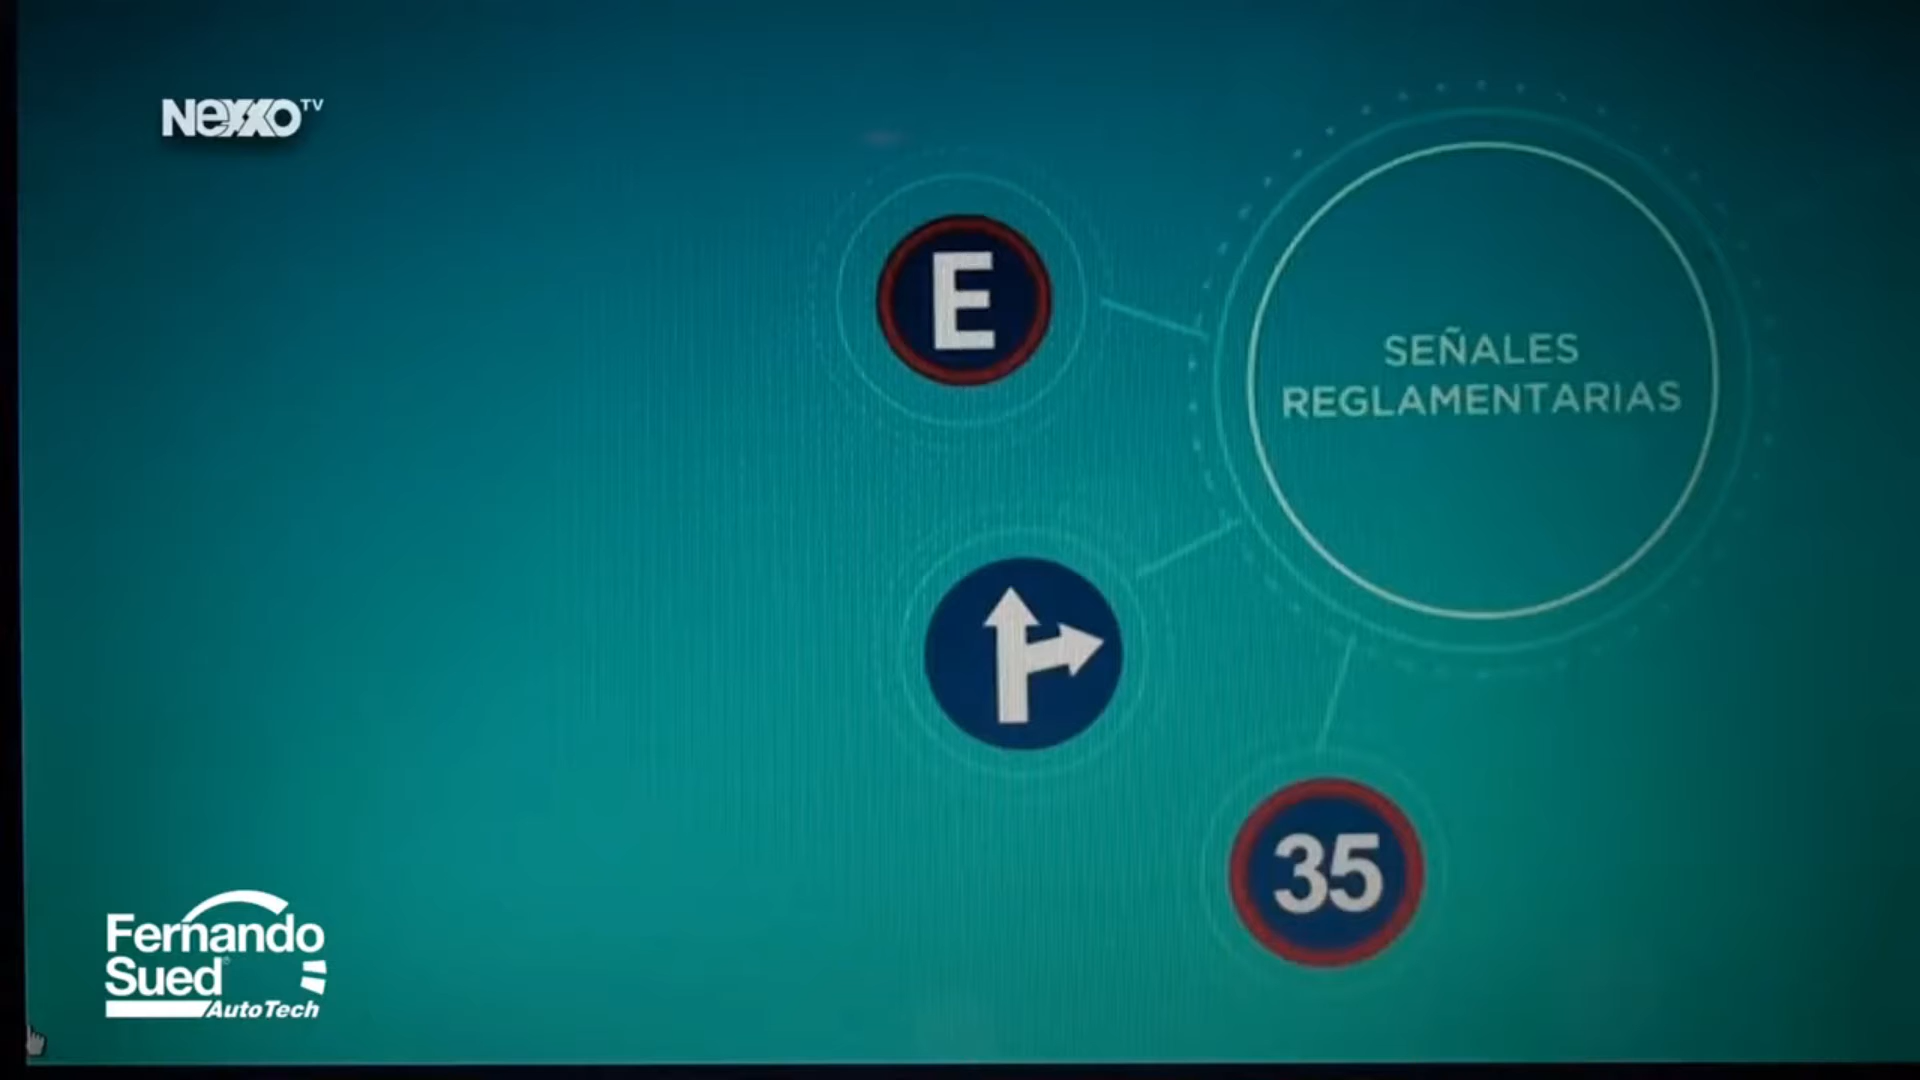 Nexxo TV
E
SEÑALES
REGLAMENTARIAS
35
Fernando
Sued®
AutoTech